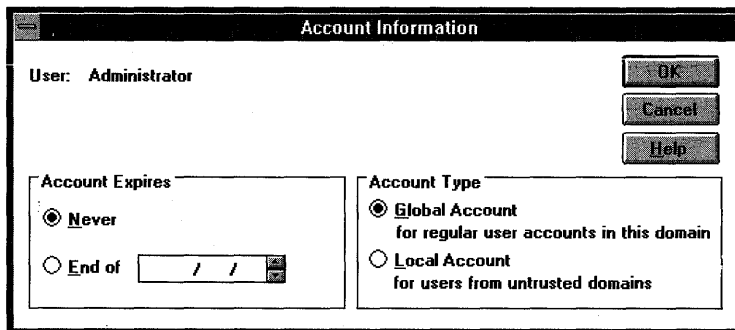 Account Information
User: Administrator
OK
Cancel
Help
Account Expires
Never
End of / /
Account Type
Global Account
for regular user accounts in this domain
Local Account
for users from untrusted domains